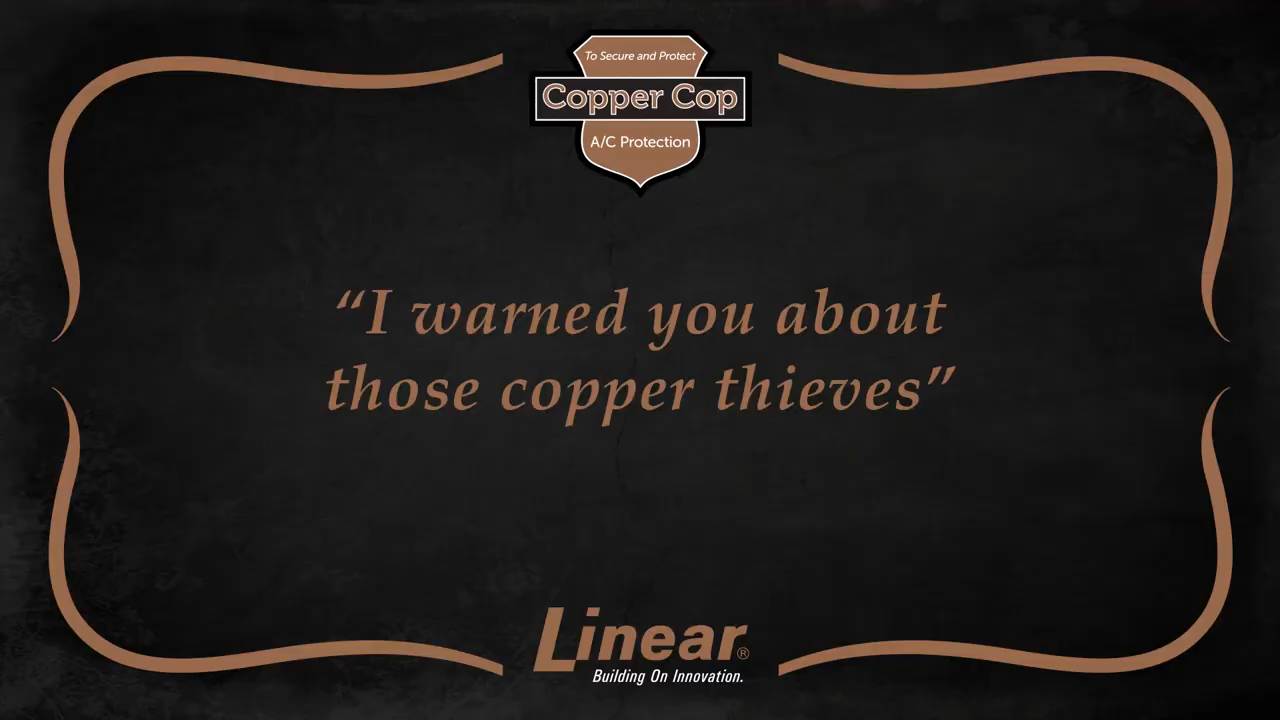 To Secure and Protect
Copper Cop
A/C Protection
“I warned you about
those copper thieves”
Linear®
Building On Innovation.